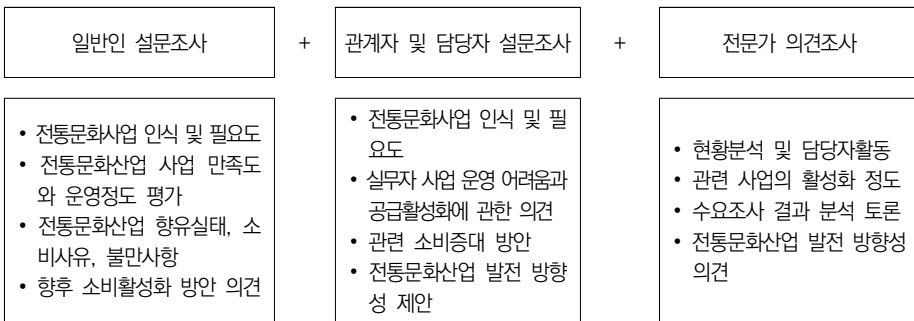 일반인 설문조사
+
관계자 및 담당자 설문조사
+
전문가 의견조사
• 전통문화사업 인식 및 필요도
• 전통문화산업 사업 만족도
와 운영정도 평가
• 전통문화산업 향유실태, 소
비사유, 불만사항
• 향후 소비활성화 방안 의견
• 전통문화사업 인식 및 필
요도
• 실무자 사업 운영 어려움과
공급활성화에 관한 의견
• 관련 소비증대 방안
• 전통문화산업 발전 방향
성 제안
• 현황분석 및 담당자활동
• 관련 사업의 활성화 정도
• 수요조사 결과 분석 토론
• 전통문화산업 발전 방향성
의견